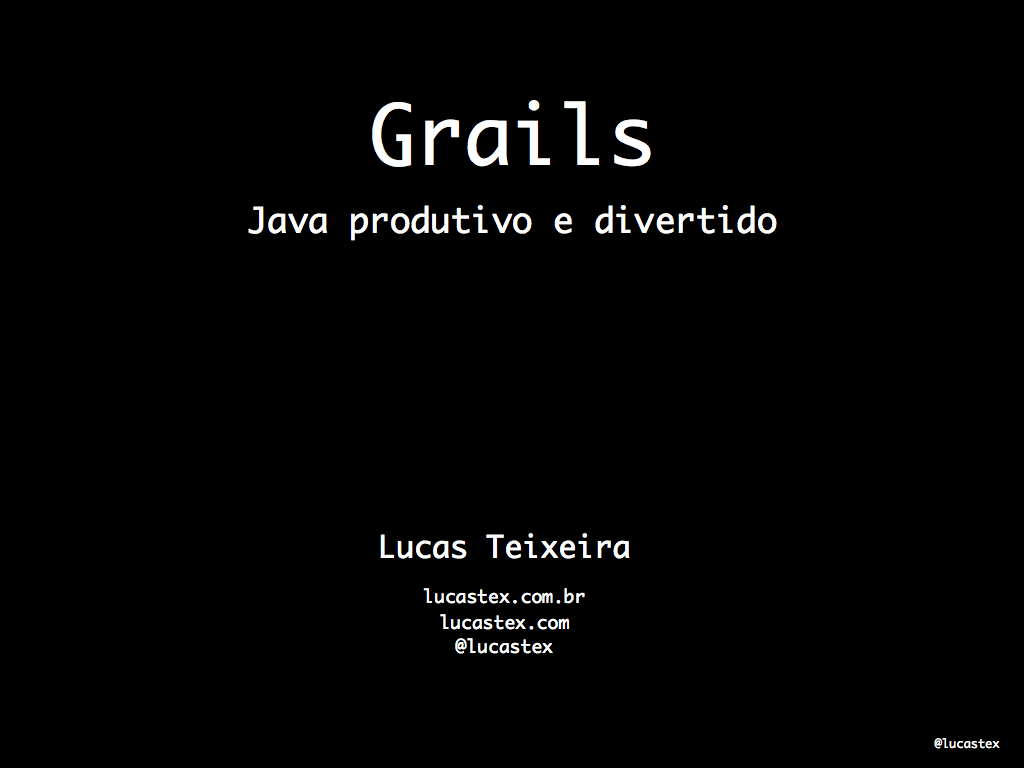 Grails
Java produtivo e divertido
Lucas Teixeira
lucastex.com.br
lucastex.com
@lucastex
@lucastex